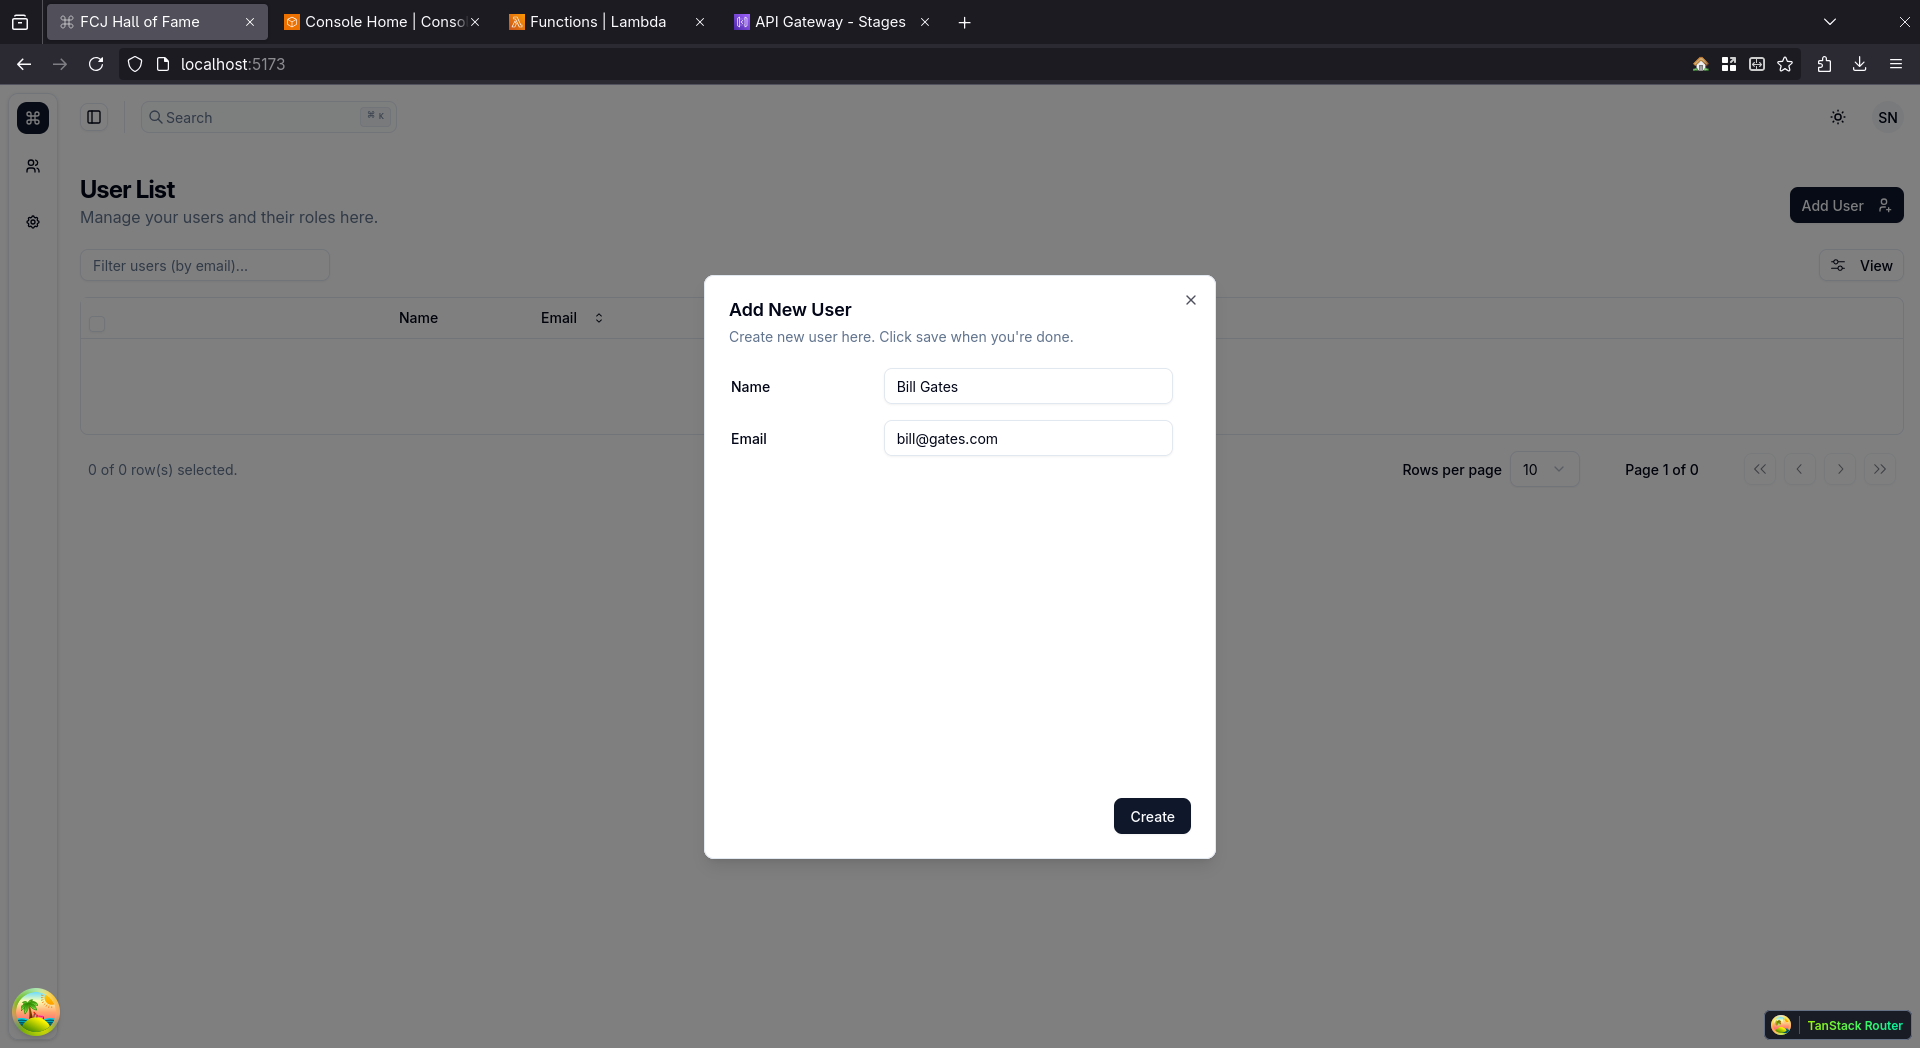 FCJ Hall of Fame
Console Home | Conso
Functions | Lambda
API Gateway - Stages
localhost:5173
Search
⌘ K
SN
User List
Manage your users and their roles here.
Add User
Filter users (by email)...
View
Name
Email
0 of 0 row(s) selected.
Rows per page
10
Page 1 of 0
Add New User
Create new user here. Click save when you're done.
Name
Bill Gates
Email
bill@gates.com
Create
TanStack Router